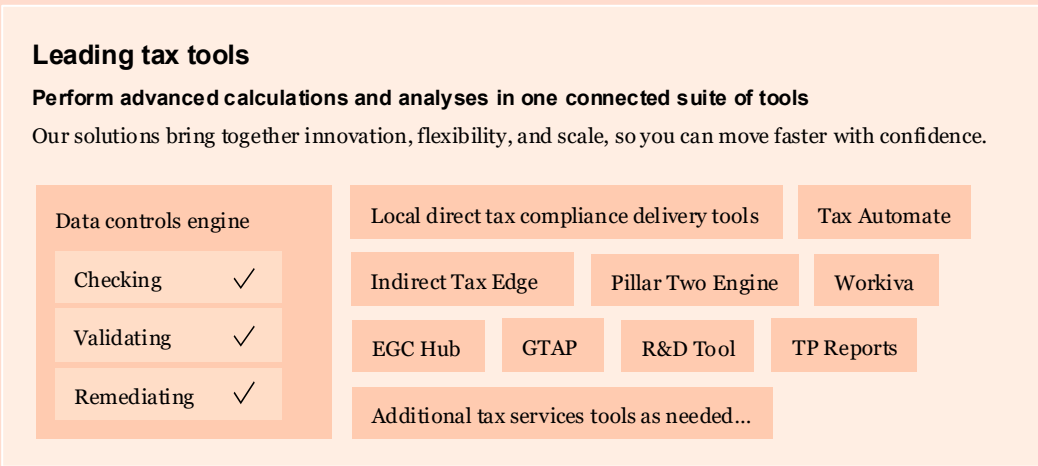 Leading tax tools
Perform advanced calculations and analyses in one connected suite of tools
Our solutions bring together innovation, flexibility, and scale, so you can move faster with confidence.
Data controls engine
Checking ✓
Validating ✓
Remediating ✓
Local direct tax compliance delivery tools
Tax Automate
Indirect Tax Edge
Pillar Two Engine
Workiva
EGC Hub
GTAP
R&D Tool
TP Reports
Additional tax services tools as needed...